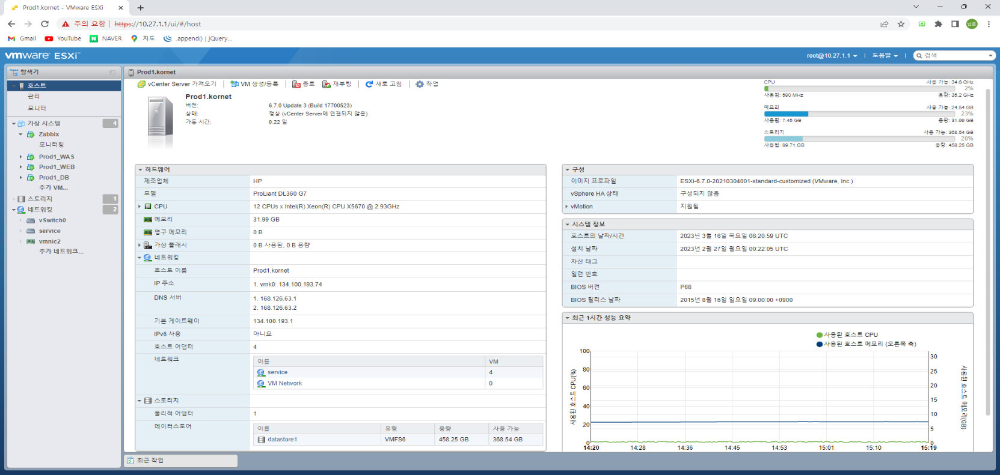 Prod1.kornet - VMware ESXi
주의 요함 | https://10.27.1.1/ui/#/host
Gmail YouTube NAVER 지도 .append() | jQuery...
vmware ESXi
root@10.27.1.1 | 도움말 | 검색
탐색기
호스트
관리
모니터
가상 시스템 4
Zabbix
모니터링
Prod1_WAS
Prod1_WEB
Prod1_DB
추가 VM...
스토리지 1
네트워킹 2
vSwitch0
service
vmnic2
추가 네트워크...
Prod1.kornet
vCenter Server 가져오기 | VM 생성/등록 | 종료 재부팅 | 새로 고침 | 작업
Prod1.kornet
버전: 6.7.0 Update 3 (Build 17700523)
상태: 정상 (vCenter Server에 연결되지 않음)
가동 시간: 0.22 일
CPU 사용 가능: 34.6 GHz
2%
사용됨: 590 MHz 용량: 35.2 GHz
메모리 사용 가능: 24.54 GB
23%
사용됨: 7.45 GB 용량: 31.99 GB
스토리지 사용 가능: 368.54 GB
20%
사용됨: 89.71 GB 용량: 458.25 GB
하드웨어
제조업체 HP
모델 ProLiant DL360 G7
CPU 12 CPUs x Intel(R) Xeon(R) CPU X5670 @ 2.93GHz
메모리 31.99 GB
영구 메모리 0 B
가상 플래시 0 B 사용됨, 0 B 용량
네트워킹
호스트 이름 Prod1.kornet
IP 주소 1. vmk0: 134.100.193.74
DNS 서버 1. 168.126.63.1
2. 168.126.63.2
기본 게이트웨이 134.100.193.1
IPv6 사용 아니요
호스트 어댑터 4
네트워크 이름 VM
service 4
VM Network 0
스토리지
물리적 어댑터 1
데이터스토어 이름 유형 용량 사용 가능
datastore1 VMFS6 458.25 GB 368.54 GB
구성
이미지 프로파일 ESXi-6.7.0-20210304001-standard-customized (VMware, Inc.)
vSphere HA 상태 구성되지 않음
vMotion 지원됨
시스템 정보
호스트의 날짜/시간 2023년 3월 16일 목요일 06:20:59 UTC
설치 날짜 2023년 2월 27일 월요일 00:22:05 UTC
자산 태그
일련 번호
BIOS 버전 P68
BIOS 릴리스 날짜 2015년 8월 16일 일요일 09:00:00 +0900
최근 1시간 성능 요약
사용된 호스트 CPU
사용된 호스트 메모리 (오른쪽 축)
사용된 호스트 CPU(%)
100
80
60
40
20
0
30
25
20
15
10
5
0
사용된 호스트 메모리(GB)
14:20 14:28 14:36 14:45 14:53 15:01 15:10 15:19
최근 작업